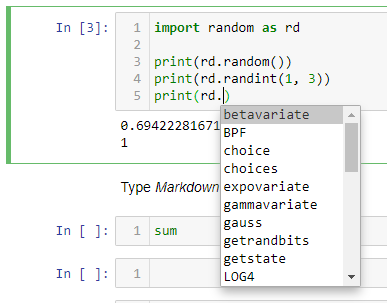 In [3]:
1 import random as rd
2
3 print(rd.random())
4 print(rd.randint(1, 3))
5 print(rd.)
betavariate
BPF
choice
choices
expovariate
gammavariate
gauss
getrandbits
getstate
LOG4
0.69422281671
1
Type Markdown
In [ ]: 1 sum
In [ ]: 1